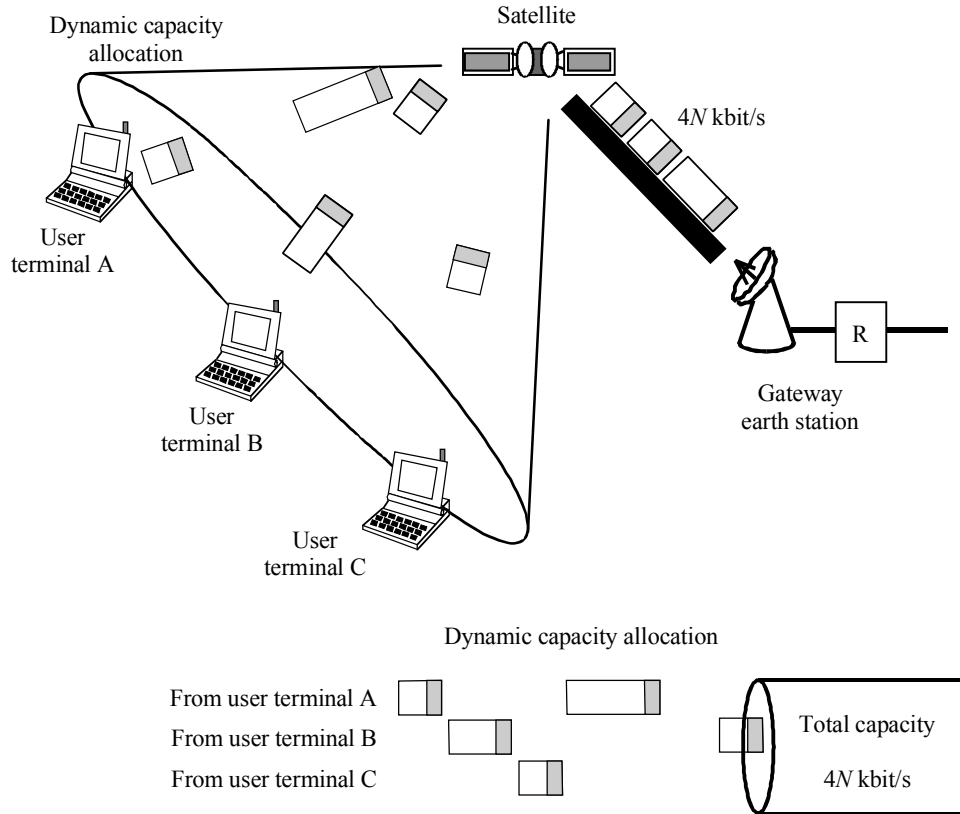 Satellite
Dynamic capacity
allocation
4N kbit/s
User
terminal A
User
terminal B
User
terminal C
R
Gateway
earth station
Dynamic capacity allocation
From user terminal A
From user terminal B
From user terminal C
Total capacity
4N kbit/s